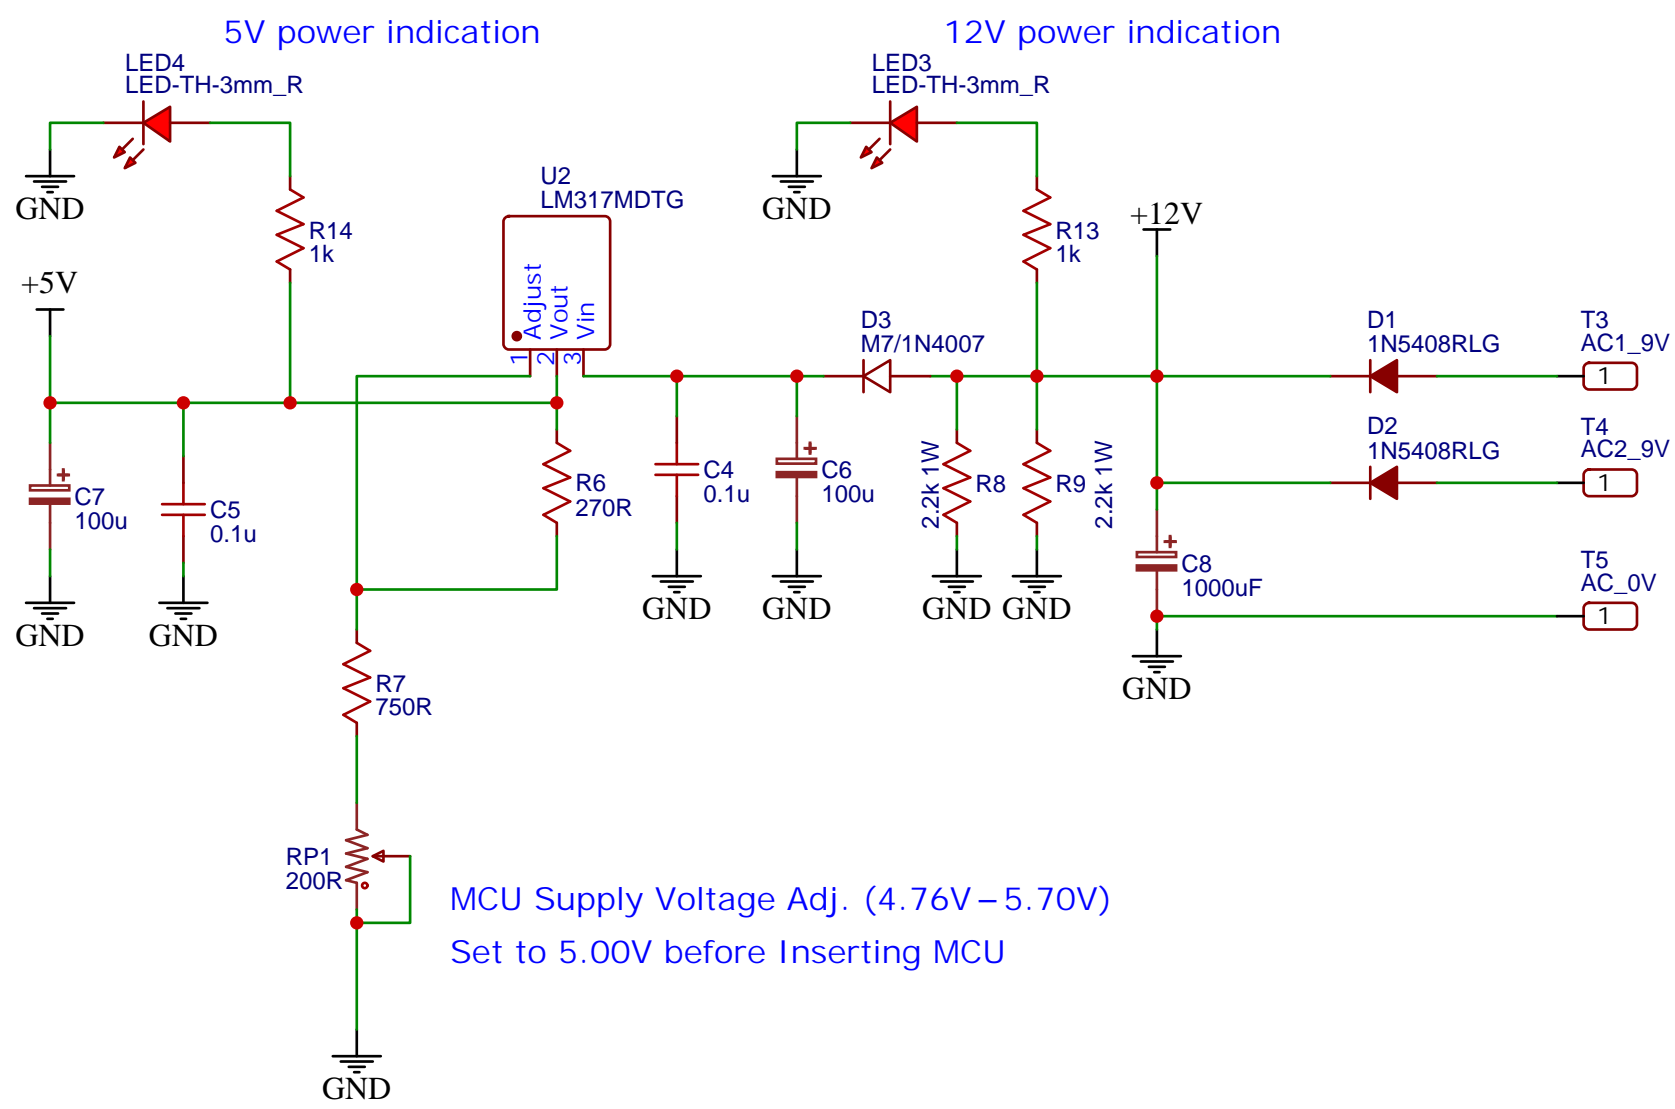 5V power indication
12V power indication
LED4
LED-TH-3mm_R
LED3
LED-TH-3mm_R
GND
U2
LM317MDTG
GND
R14
1k
+12V
R13
1k
+5V
Adjust
Vout
Vin
1
2
3
D3
M7/1N4007
D1
1N5408RLG
T3
AC1_9V
1
D2
1N5408RLG
T4
AC2_9V
1
C7
100u
C5
0.1u
R6
270R
C4
0.1u
C6
100u
2.2k 1W
R8
R9
2.2k 1W
C8
1000uF
T5
AC_0V
1
GND
GND
GND
GND
GND
GND
GND
R7
750R
RP1
200R
MCU Supply Voltage Adj. (4.76V–5.70V)
Set to 5.00V before Inserting MCU
GND